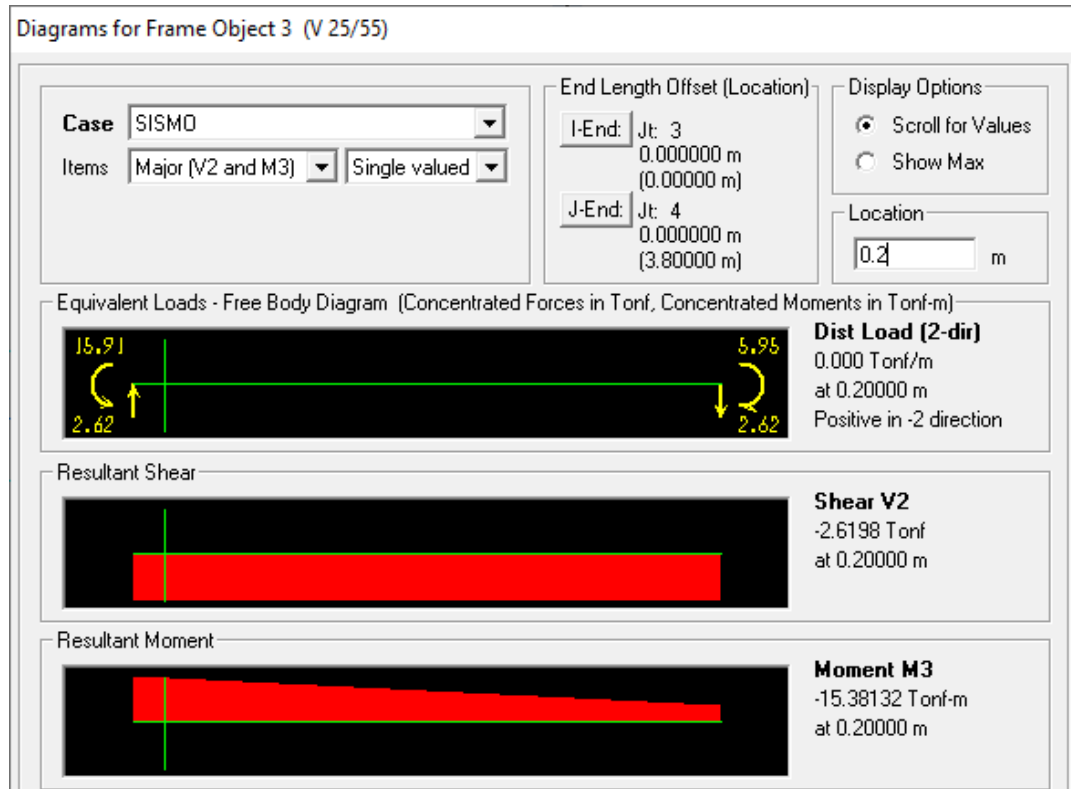 Diagrams for Frame Object 3 (V 25/55)
Case SISMO
Items Major (V2 and M3) Single valued
End Length Offset (Location)
I-End: Jt: 3
0.000000 m
(0.00000 m)
J-End: Jt: 4
0.000000 m
(3.80000 m)
Display Options
Scroll for Values
Show Max
Location
0.2 m
Equivalent Loads - Free Body Diagram (Concentrated Forces in Tonf, Concentrated Moments in Tonf-m)
15.91 5.95
2.62 2.62
Dist Load (2-dir)
0.000 Tonf/m
at 0.20000 m
Positive in -2 direction
Resultant Shear
Shear V2
-2.6198 Tonf
at 0.20000 m
Resultant Moment
Moment M3
-15.38132 Tonf-m
at 0.20000 m